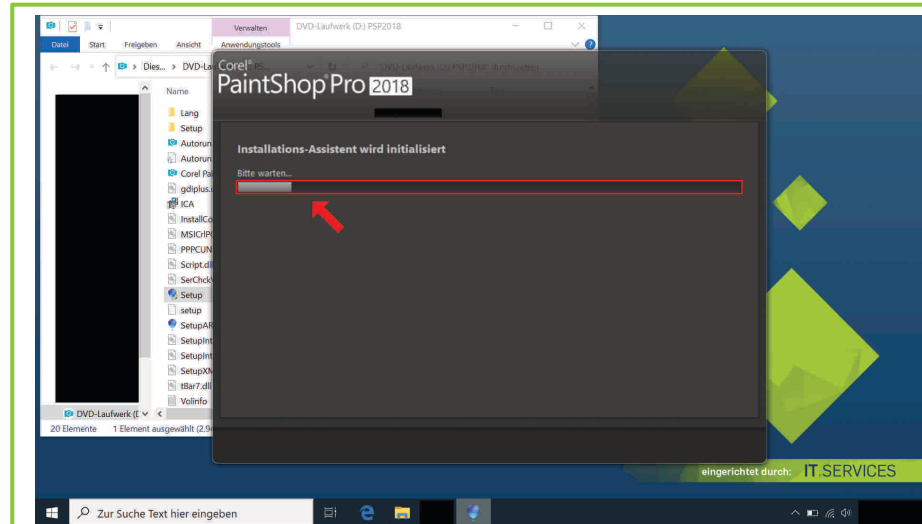 Verwalten
DVD-Laufwerk (D:) PSP2018
Datei Start Freigeben Ansicht Anwendungstools
Dies... > DVD-La
Name
Lang
Setup
Autorun
Autorun
Corel Pai
gdiplus.
ICA
InstallCo
MSICrlP
PPPCUN
Script.dl
SerChck
Setup
setup
SetupAR
SetupInt
SetupInt
SetupXM
tBar7.dll
Volinfo
DVD-Laufwerk (
20 Elemente 1 Element ausgewählt (2,9
Corel®
PaintShop® Pro 2018
Installations-Assistent wird initialisiert
Bitte warten...
eingerichtet durch: IT.SERVICES
Zur Suche Text hier eingeben